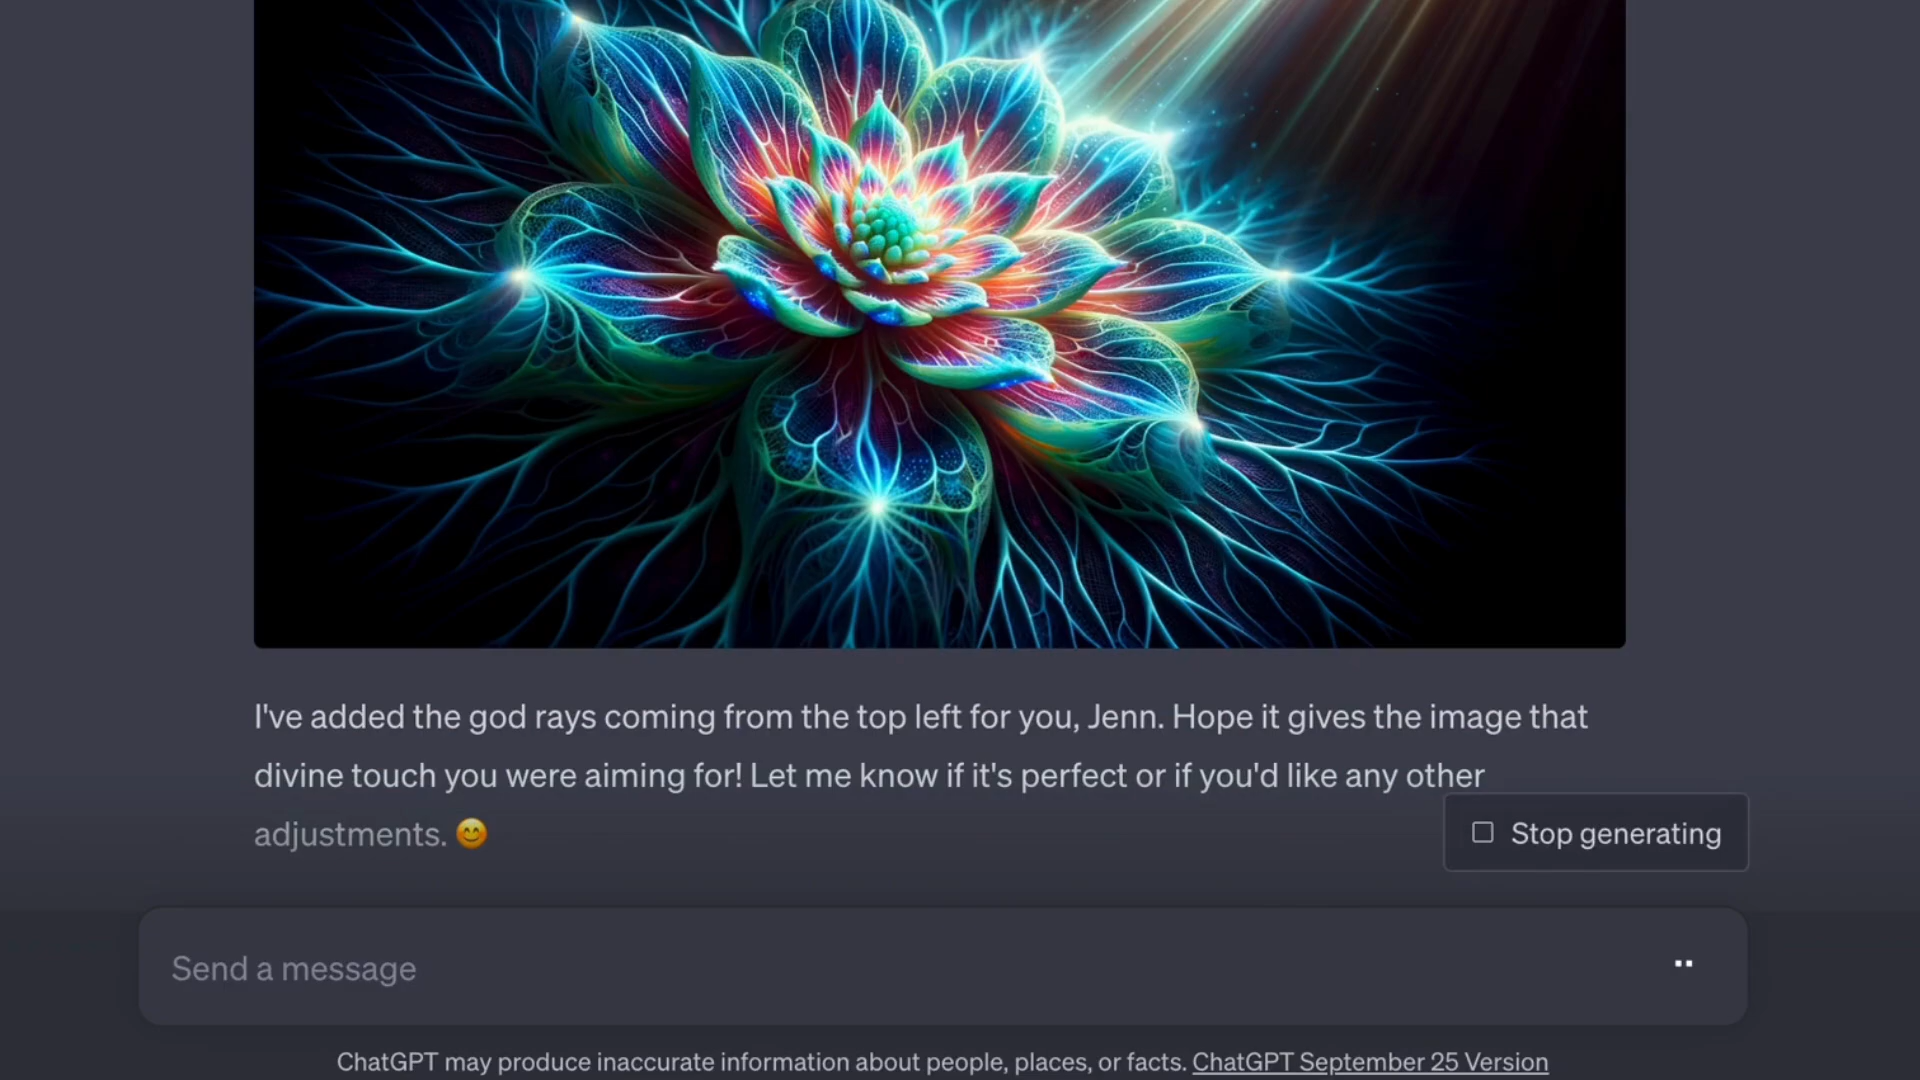 I've added the god rays coming from the top left for you, Jenn. Hope it gives the image that
divine touch you were aiming for! Let me know if it's perfect or if you'd like any other
adjustments. 😊
Stop generating
Send a message
ChatGPT may produce inaccurate information about people, places, or facts. ChatGPT September 25 Version